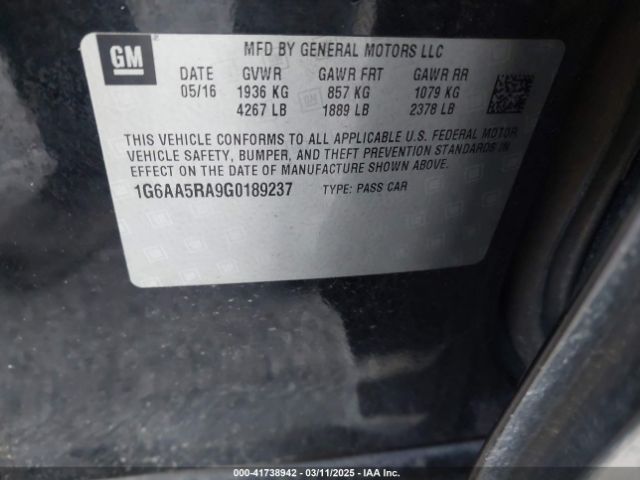 GM
MFD BY GENERAL MOTORS LLC
DATE GVWR GAWR FRT GAWR RR
05/16 1936 KG 857 KG 1079 KG
4267 LB 1889 LB 2378 LB
THIS VEHICLE CONFORMS TO ALL APPLICABLE U.S. FEDERAL MOTOR
VEHICLE SAFETY, BUMPER, AND THEFT PREVENTION STANDARDS IN
EFFECT ON THE DATE OF MANUFACTURE SHOWN ABOVE.
1G6AA5RA9G0189237 TYPE: PASS CAR
000-41738942 - 03/11/2025 - IAA Inc.